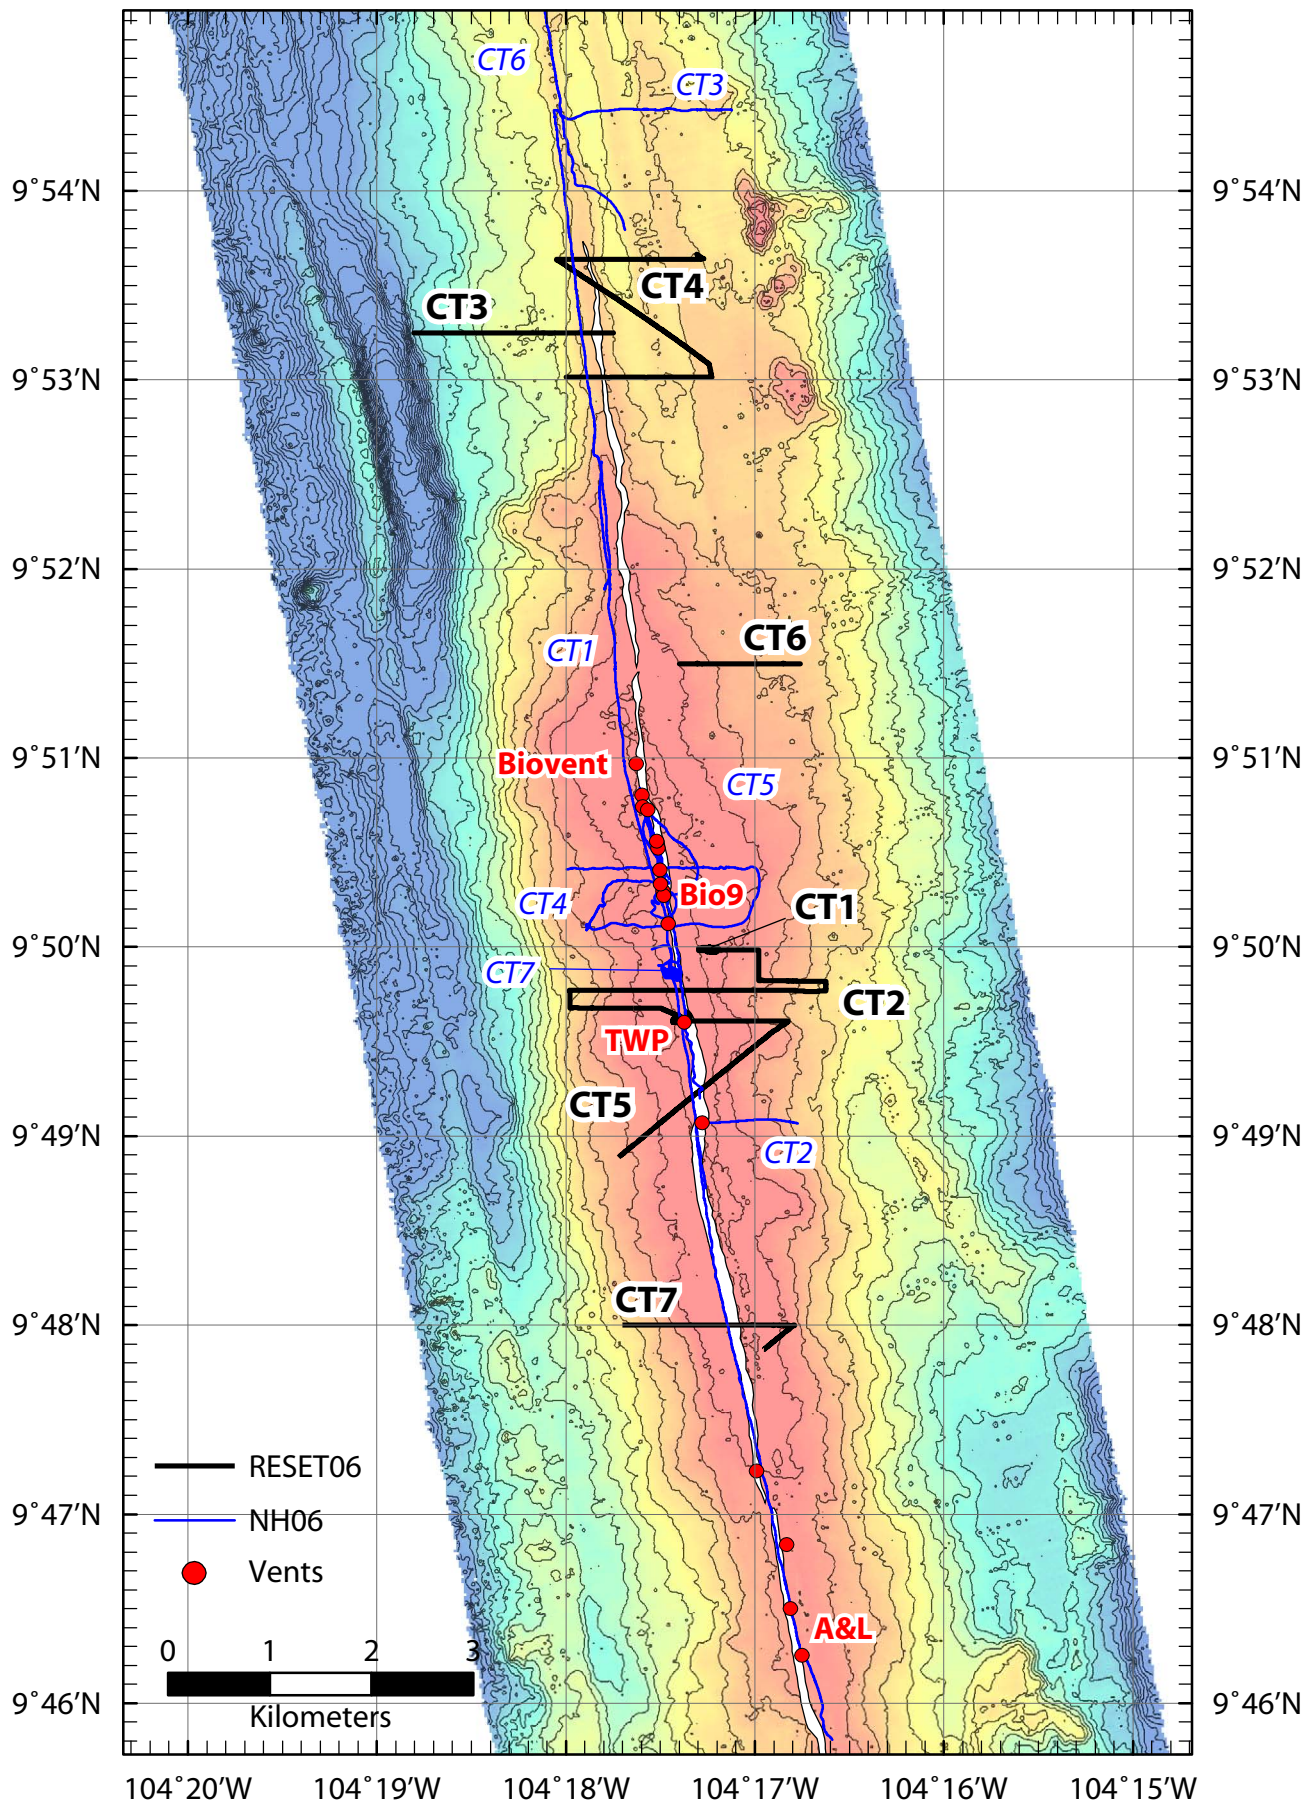 CT6
CT3
9°54′N
9°54′N
CT4
CT3
9°53′N
9°53′N
9°52′N
9°52′N
CT1
CT6
Biovent
9°51′N
9°51′N
CT5
CT4
Bio9
CT1
9°50′N
9°50′N
CT7
CT2
TWP
CT5
9°49′N
9°49′N
CT2
CT7
9°48′N
9°48′N
RESET06
9°47′N
9°47′N
NH06
Vents
A&L
0 1 2 3
9°46′N
9°46′N
Kilometers
104°20′W 104°19′W 104°18′W 104°17′W 104°16′W 104°15′W